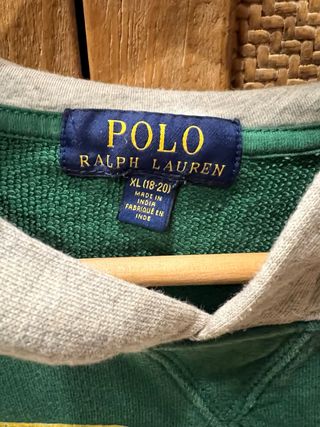 POLO
RALPH LAUREN
XL (18-20)
MADE IN
INDIA
FABRIQUÉ EN
INDE